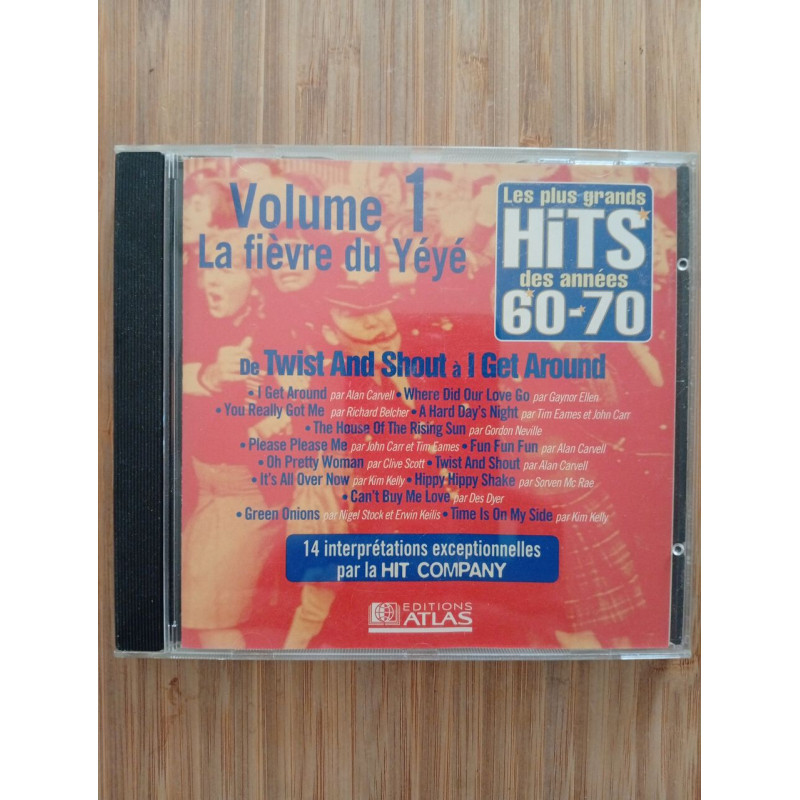 Volume 1
La fièvre du Yéyé
Les plus grands
HiTS
des années
60-70
De Twist And Shout à I Get Around
• I Get Around par Alan Carvell • Where Did Our Love Go par Gaynor Ellen
• You Really Got Me par Richard Belcher • A Hard Day's Night par Tim Eames et John Carr
• The House Of The Rising Sun par Gordon Neville
• Please Please Me par John Carr et Tim Eames • Fun Fun Fun par Alan Carvell
• Oh Pretty Woman par Clive Scott • Twist And Shout par Alan Carvell
• It's All Over Now par Kim Kelly • Hippy Hippy Shake par Sorven Mc Rae
• Can't Buy Me Love par Des Dyer
• Green Onions par Nigel Stock et Erwin Keilis • Time Is On My Side par Kim Kelly
14 interprétations exceptionnelles
par la HIT COMPANY
EDITIONS
ATLAS